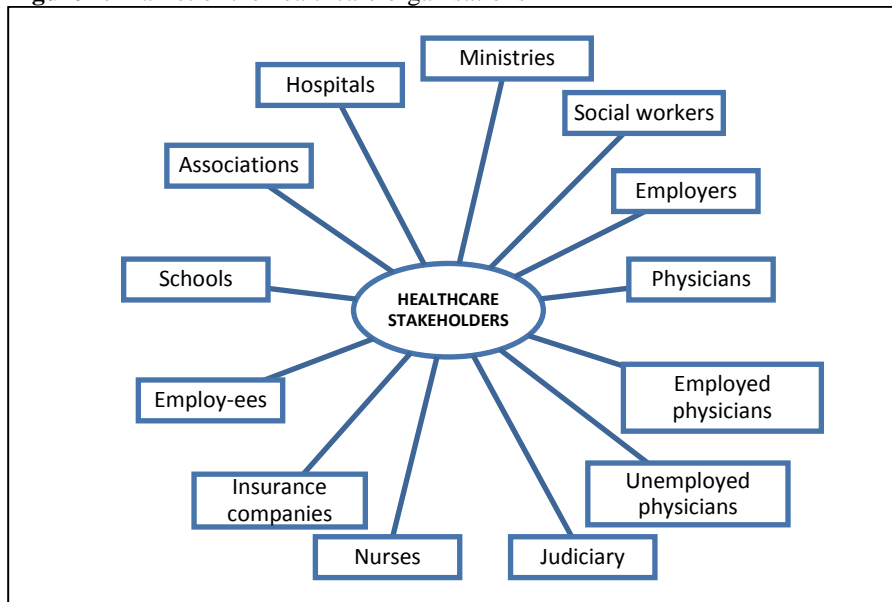 Ministries
Hospitals
Social workers
Associations
Employers
Schools
Physicians
HEALTHCARE
STAKEHOLDERS
Employ-ees
Employed
physicians
Insurance
companies
Unemployed
physicians
Nurses
Judiciary